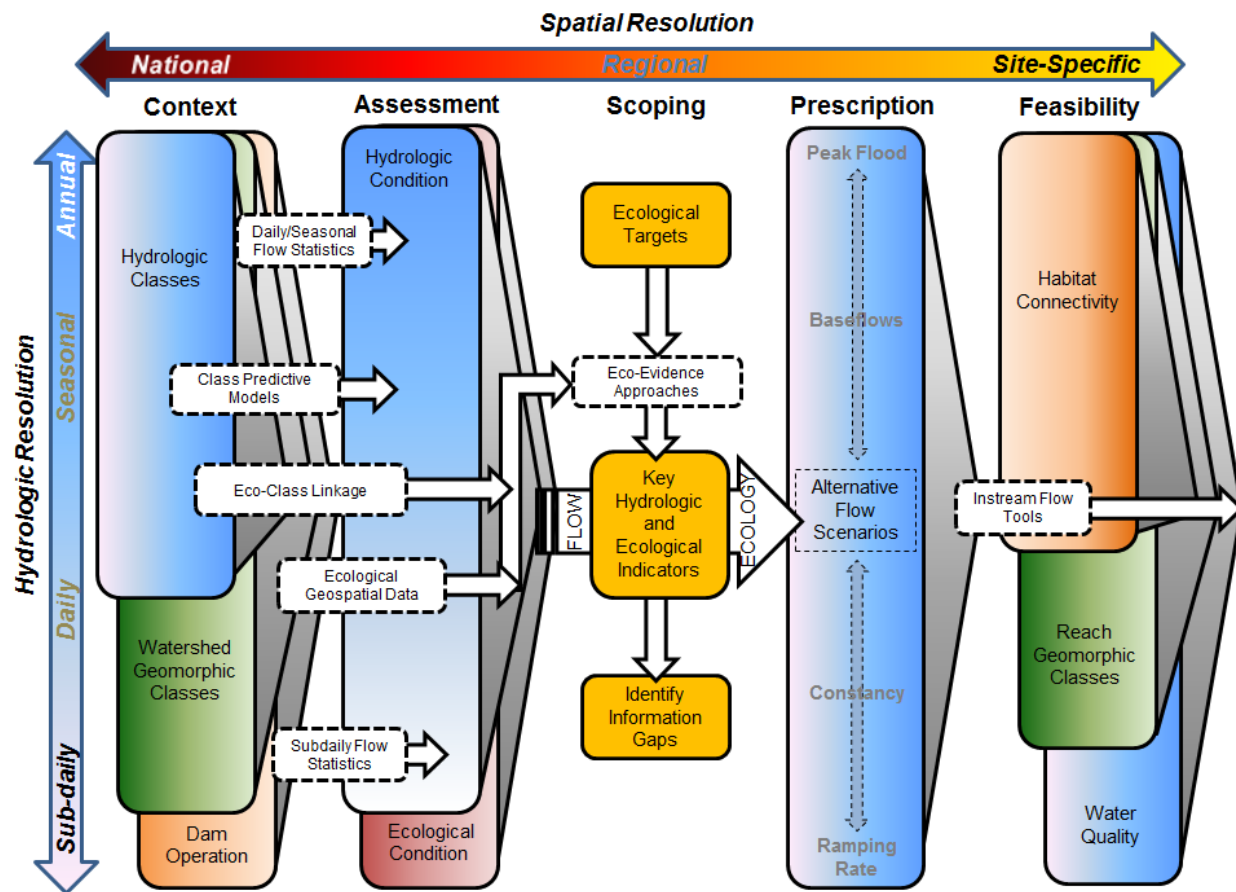 Spatial Resolution
National
Regional
Site-Specific
Context
Assessment
Scoping
Prescription
Feasibility
Hydrologic Resolution
Annual
Seasonal
Daily
Sub-daily
Hydrologic
Classes
Watershed
Geomorphic
Classes
Dam
Operation
Daily/Seasonal
Flow Statistics
Class Predictive
Models
Eco-Class Linkage
Ecological
Geospatial Data
Subdaily Flow
Statistics
Hydrologic
Condition
Ecological
Condition
Ecological
Targets
Eco-Evidence
Approaches
FLOW
Key
Hydrologic
and
Ecological
Indicators
ECOLOGY
Identify
Information
Gaps
Peak Flood
Baseflows
Alternative
Flow
Scenarios
Constancy
Ramping
Rate
Habitat
Connectivity
Instream Flow
Tools
Reach
Geomorphic
Classes
Water
Quality